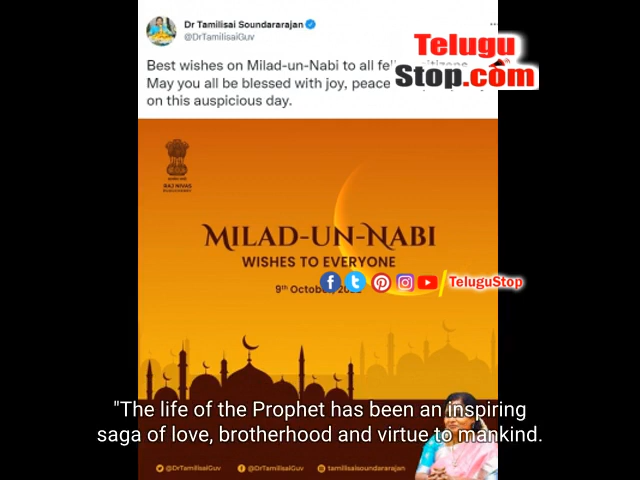 Dr Tamilisai Soundararajan
@DrTamilisaiGuv
Telugu
Stop.com
Best wishes on Milad-un-Nabi to all
May you all be blessed with joy, peace
on this auspicious day.
RAJ NIVAS
MILAD-UN-NABI
WISHES TO EVERYONE
9th October,
TeluguStop
"The life of the Prophet has been an inspiring
saga of love, brotherhood and virtue to mankind.
@DrTamilisaiGuv
@DrTamilisaiGuv
tamilisaisoundararajan